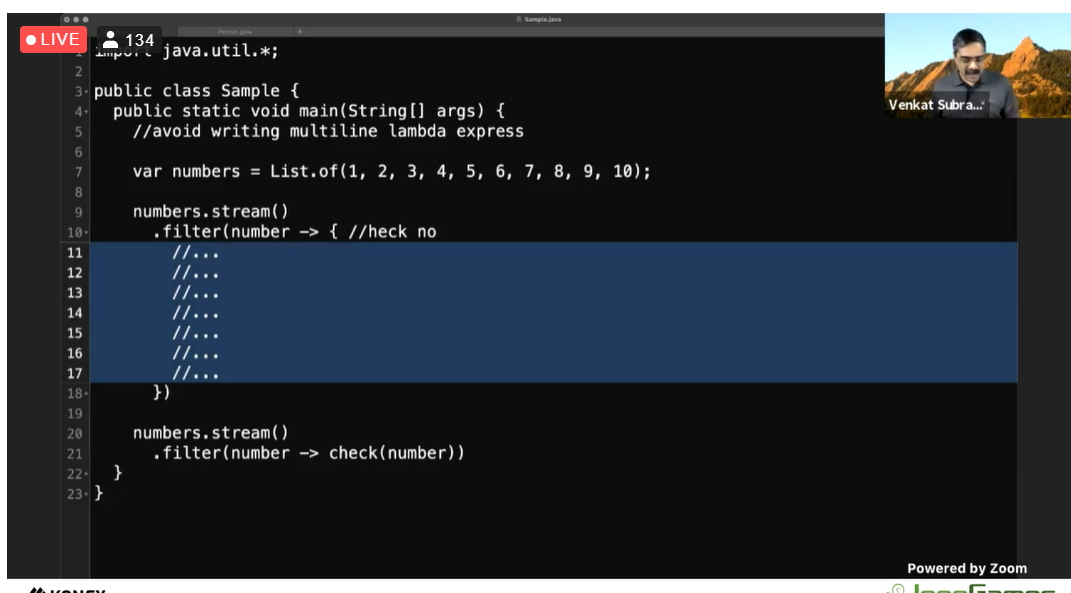 Sample.java
LIVE
134
Person.java +
1 import java.util.*;
2
3 public class Sample {
4 public static void main(String[] args) {
5 //avoid writing multiline lambda express
6
7 var numbers = List.of(1, 2, 3, 4, 5, 6, 7, 8, 9, 10);
8
9 numbers.stream()
10 .filter(number -> { //heck no
11 //...
12 //...
13 //...
14 //...
15 //...
16 //...
17 //...
18 })
19
20 numbers.stream()
21 .filter(number -> check(number))
22 }
23 }
Venkat Subra...
Powered by Zoom